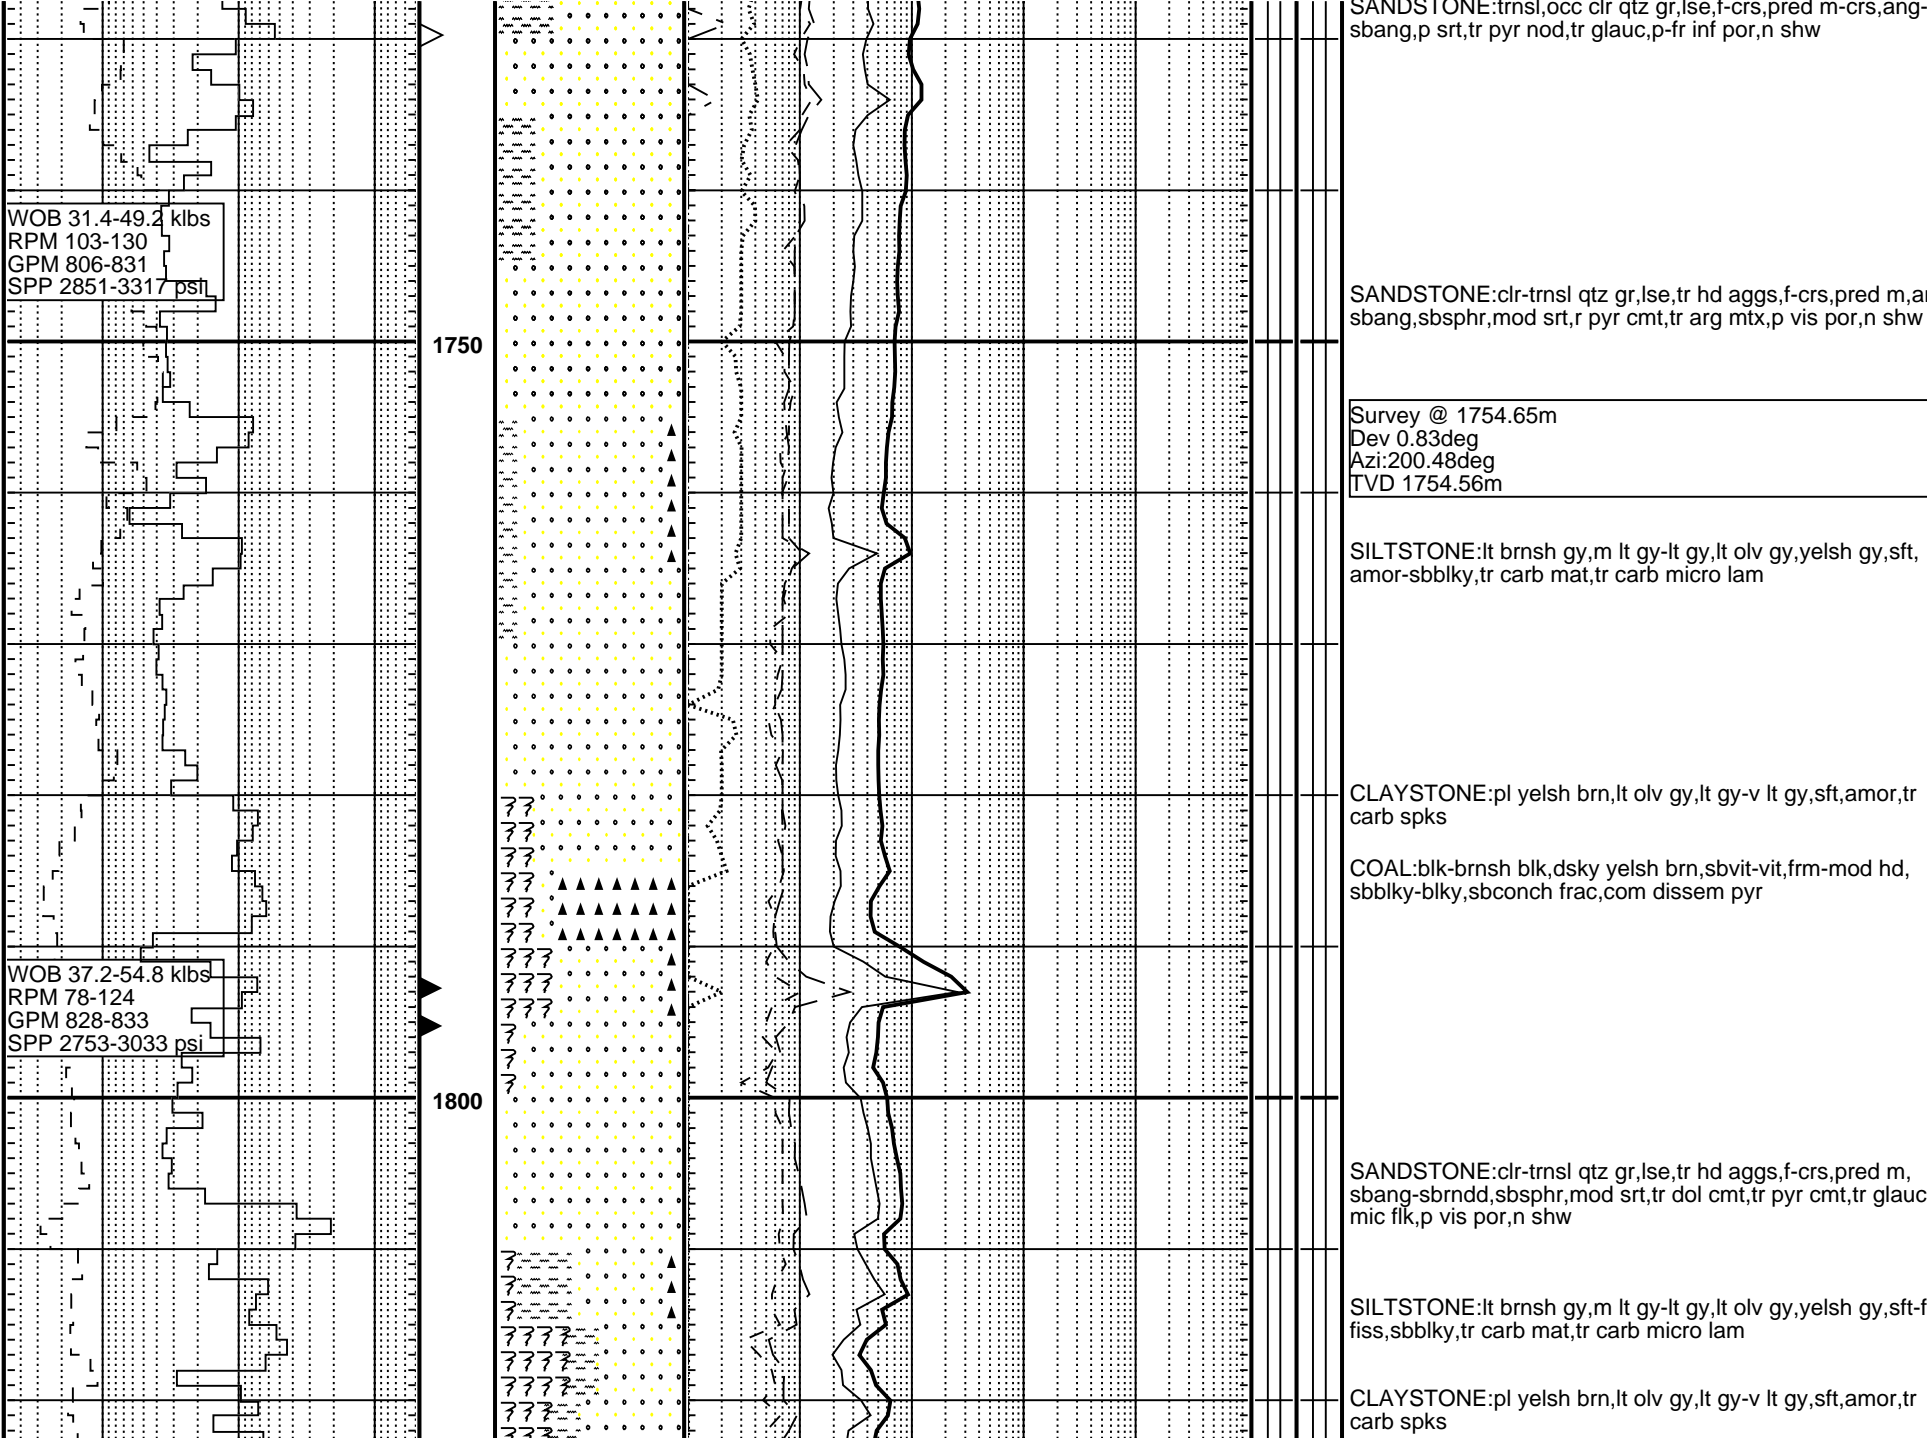 SANDSTONE:trnsl,occ clr qtz gr,lse,f-crs,pred m-crs,ang-
sbang,p srt,tr pyr nod,tr glauc,p-fr inf por,n shw
WOB 31.4-49.2 klbs
RPM 103-130
GPM 806-831
SPP 2851-3317 psi
SANDSTONE:clr-trnsl qtz gr,lse,tr hd aggs,f-crs,pred m,
sbang,sbsphr,mod srt,r pyr cmt,tr arg mtx,p vis por,n shw
1750
Survey @ 1754.65m
Dev 0.83deg
Azi:200.48deg
TVD 1754.56m
SILTSTONE:lt brnsh gy,m lt gy-lt gy,lt olv gy,yelsh gy,sft,
amor-sbblky,tr carb mat,tr carb micro lam
CLAYSTONE:pl yelsh brn,lt olv gy,lt gy-v lt gy,sft,amor,tr
carb spks
COAL:blk-brnsh blk,dsky yelsh brn,sbvit-vit,frm-mod hd,
sbblky-blky,sbconch frac,com dissem pyr
WOB 37.2-54.8 klbs
RPM 78-124
GPM 828-833
SPP 2753-3033 psi
1800
SANDSTONE:clr-trnsl qtz gr,lse,tr hd aggs,f-crs,pred m,
sbang-sbrndd,sbsphr,mod srt,tr dol cmt,tr pyr cmt,tr glauc
mic flk,p vis por,n shw
SILTSTONE:lt brnsh gy,m lt gy-lt gy,lt olv gy,yelsh gy,sft-f
fiss,sbblky,tr carb mat,tr carb micro lam
CLAYSTONE:pl yelsh brn,lt olv gy,lt gy-v lt gy,sft,amor,tr
carb spks